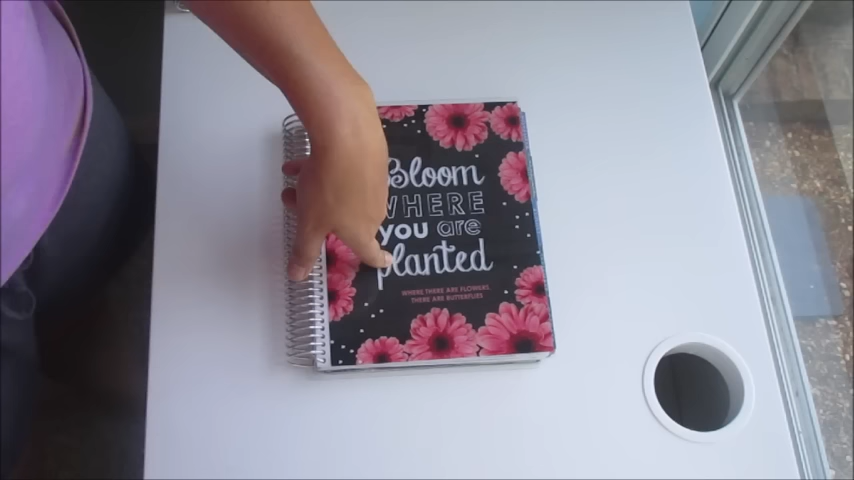 Bloom
WHERE
you are
planted
WHERE THERE ARE FLOWERS
THERE ARE BUTTERFLIES